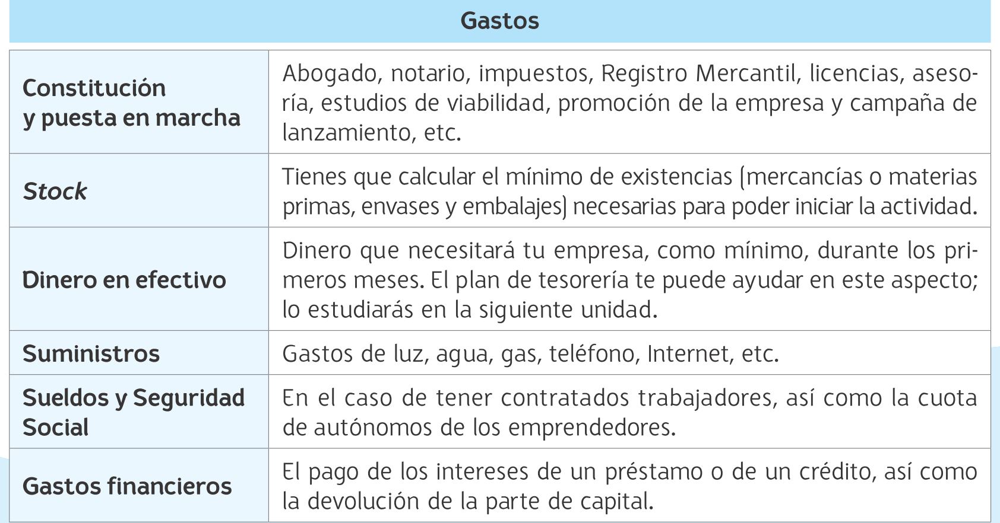 Gastos
Constitución
y puesta en marcha
Abogado, notario, impuestos, Registro Mercantil, licencias, aseso-
ría, estudios de viabilidad, promoción de la empresa y campaña de
lanzamiento, etc.
Stock
Tienes que calcular el mínimo de existencias (mercancías o materias
primas, envases y embalajes) necesarias para poder iniciar la actividad.
Dinero en efectivo
Dinero que necesitará tu empresa, como mínimo, durante los pri-
meros meses. El plan de tesorería te puede ayudar en este aspecto;
lo estudiarás en la siguiente unidad.
Suministros
Gastos de luz, agua, gas, teléfono, Internet, etc.
Sueldos y Seguridad
Social
En el caso de tener contratados trabajadores, así como la cuota
de autónomos de los emprendedores.
Gastos financieros
El pago de los intereses de un préstamo o de un crédito, así como
la devolución de la parte de capital.